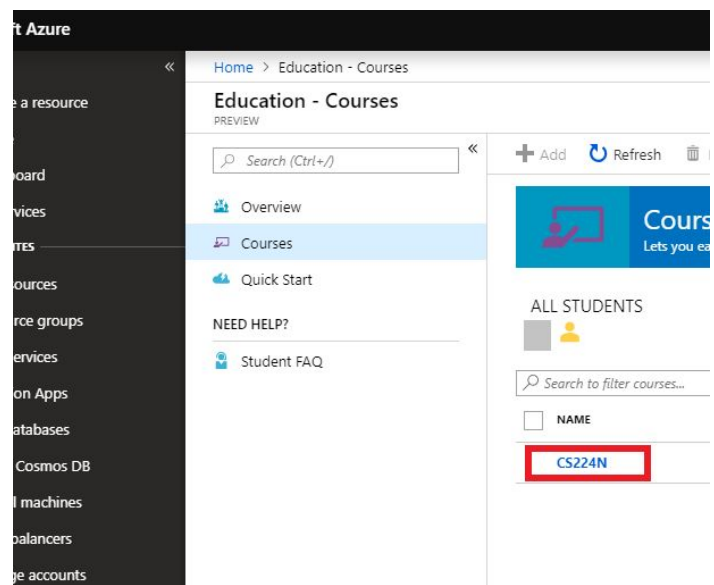 ft Azure
Home > Education - Courses
e a resource
oard
vices
ITES
ources
rce groups
ervices
on Apps
atabases
Cosmos DB
l machines
balancers
ge accounts
Education - Courses
PREVIEW
Search (Ctrl+/)
Overview
Courses
Quick Start
NEED HELP?
Student FAQ
Add
Refresh
Cours
Lets you ea
ALL STUDENTS
Search to filter courses...
NAME
CS224N